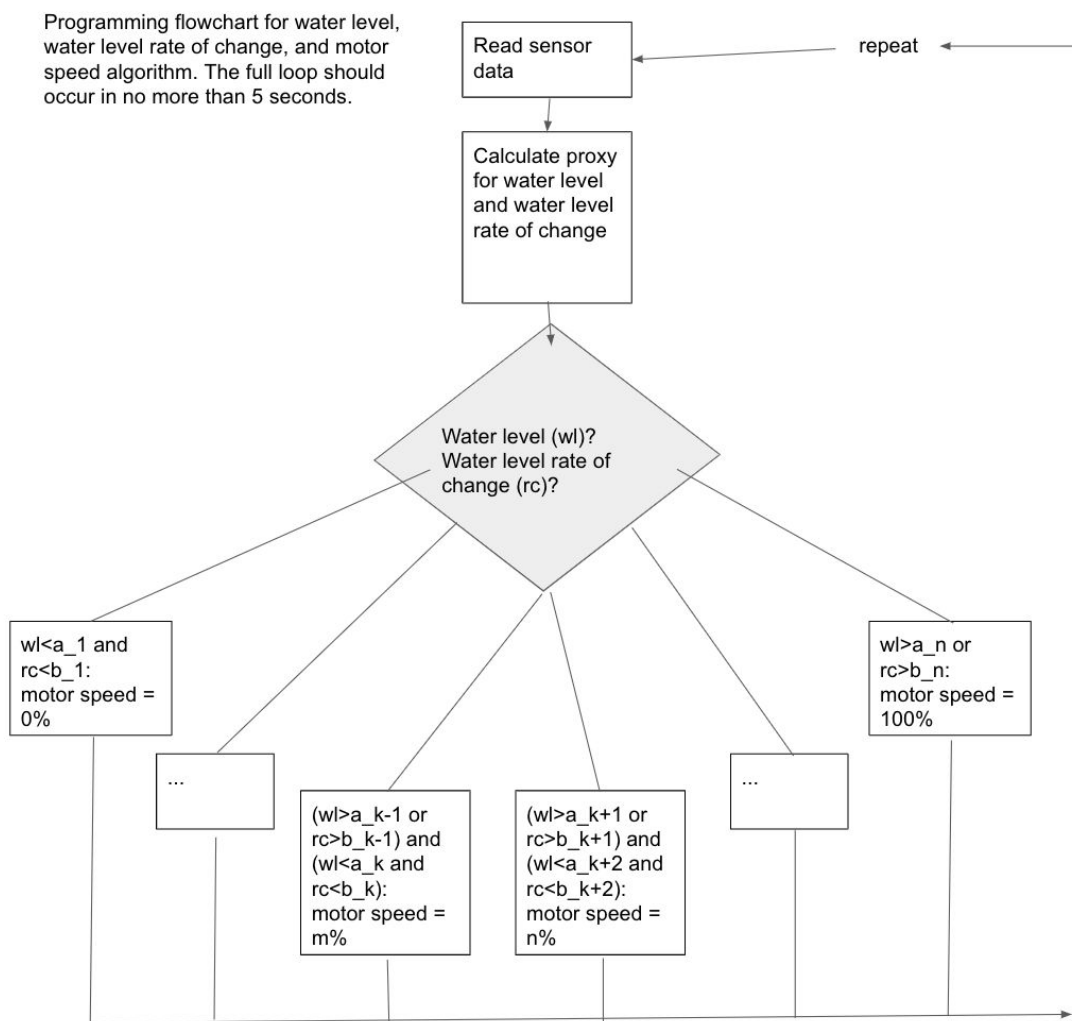 Programming flowchart for water level,
water level rate of change, and motor
speed algorithm. The full loop should
occur in no more than 5 seconds.
Read sensor
data
repeat
Calculate proxy
for water level
and water level
rate of change
Water level (wl)?
Water level rate of
change (rc)?
wl<a_1 and
rc<b_1:
motor speed =
0%
...
(wl>a_k-1 or
rc>b_k-1) and
(wl<a_k and
rc<b_k):
motor speed =
m%
(wl>a_k+1 or
rc>b_k+1) and
(wl<a_k+2 and
rc<b_k+2):
motor speed =
n%
...
wl>a_n or
rc>b_n:
motor speed =
100%